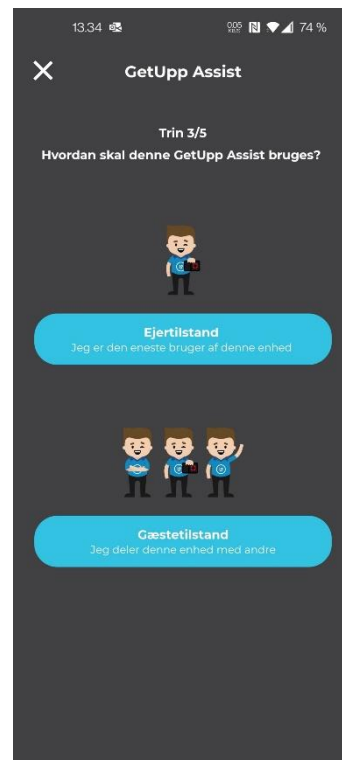 13.34 74 %
GetUpp Assist
Trin 3/5
Hvordan skal denne GetUpp Assist bruges?
Ejertilstand
Jeg er den eneste bruger af denne enhed
Gæstetilstand
Jeg deler denne enhed med andre